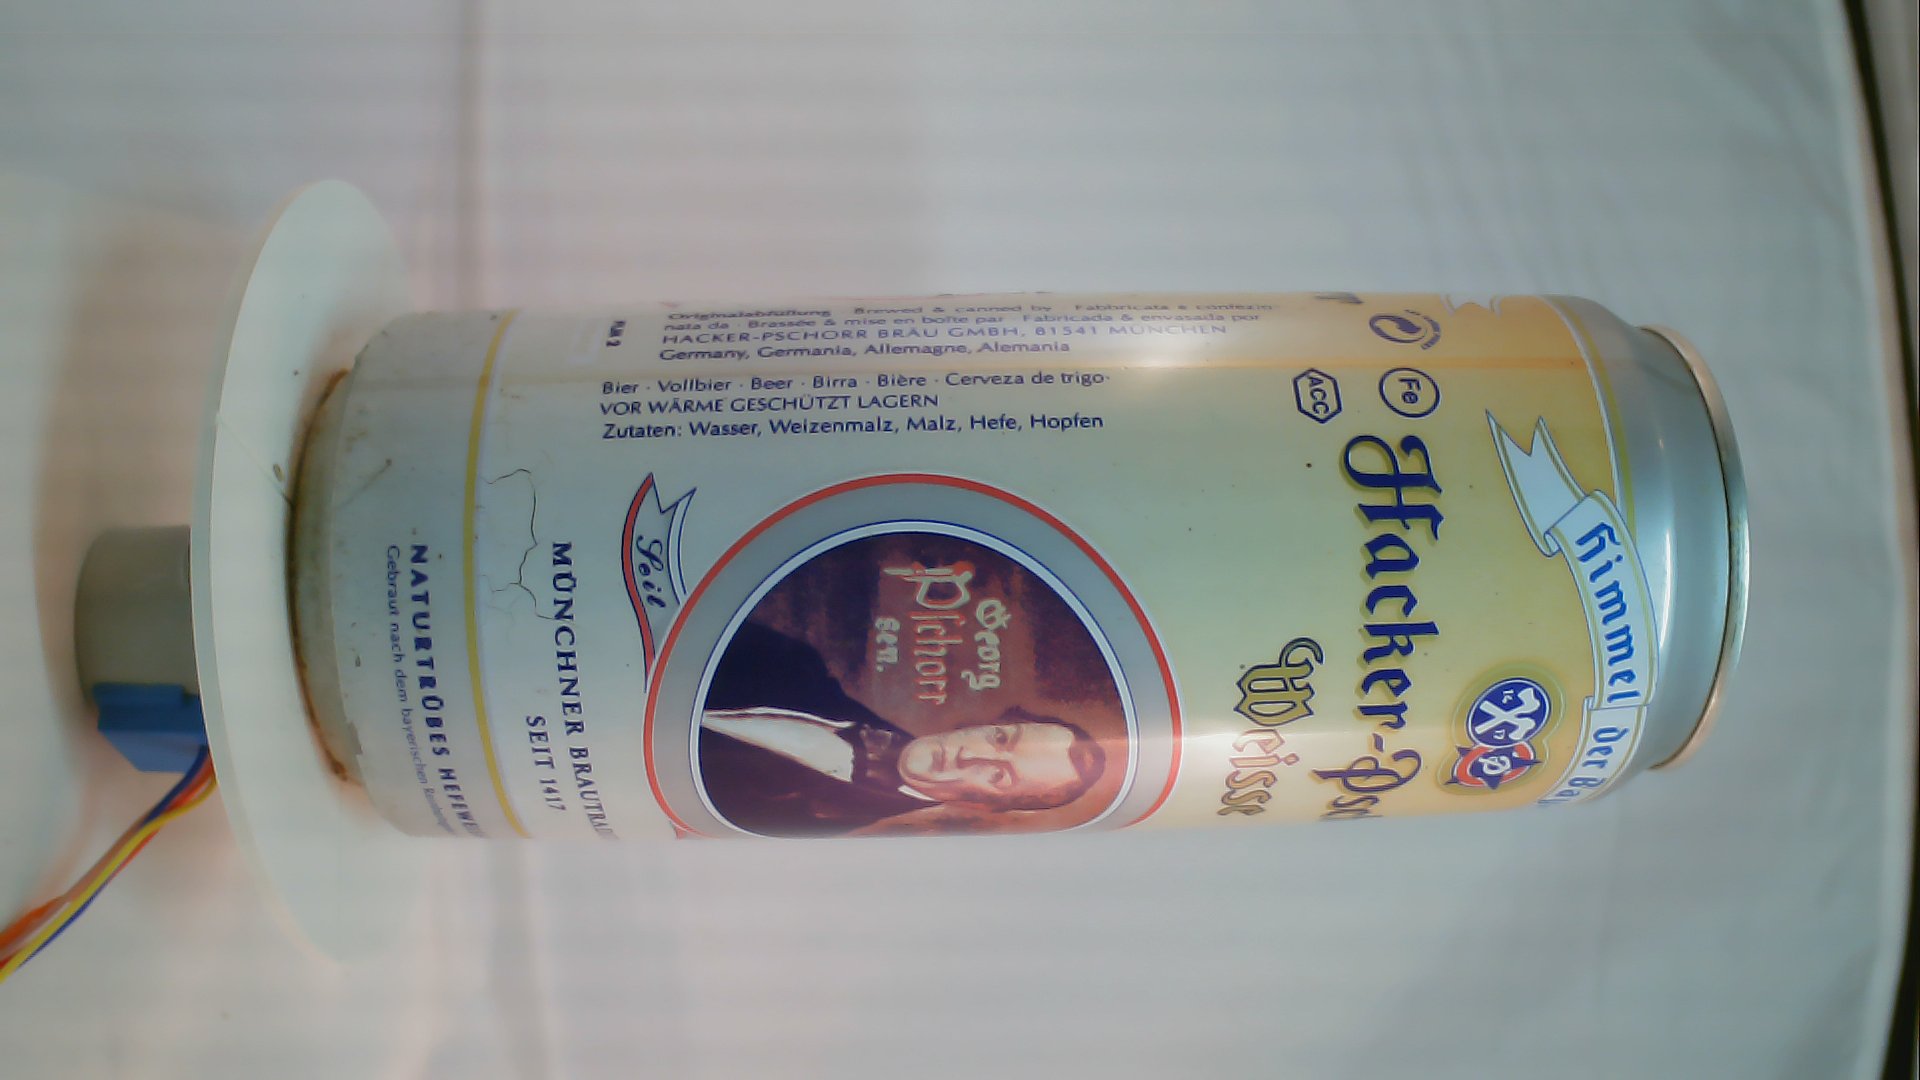 Himmel der Bay
Hacker-Psch
Weisse
Georg
Pschorr
sen.
Seit
MÜNCHNER BRAUTRADI
SEIT 1417
NATURTRÜBES HEFEWE
Gebraut nach dem bayerischen
Fe
ACC
Originalabfüllung · Brewed & canned by · Fabbricata e confezio-
nata da · Brassée & mise en boîte par · Fabricada & envasada por
HACKER-PSCHORR BRÄU GMBH, 81541 MÜNCHEN
Germany, Germania, Allemagne, Alemania
Bier · Vollbier · Beer · Birra · Bière · Cerveza de trigo·
VOR WÄRME GESCHÜTZT LAGERN
Zutaten: Wasser, Weizenmalz, Malz, Hefe, Hopfen